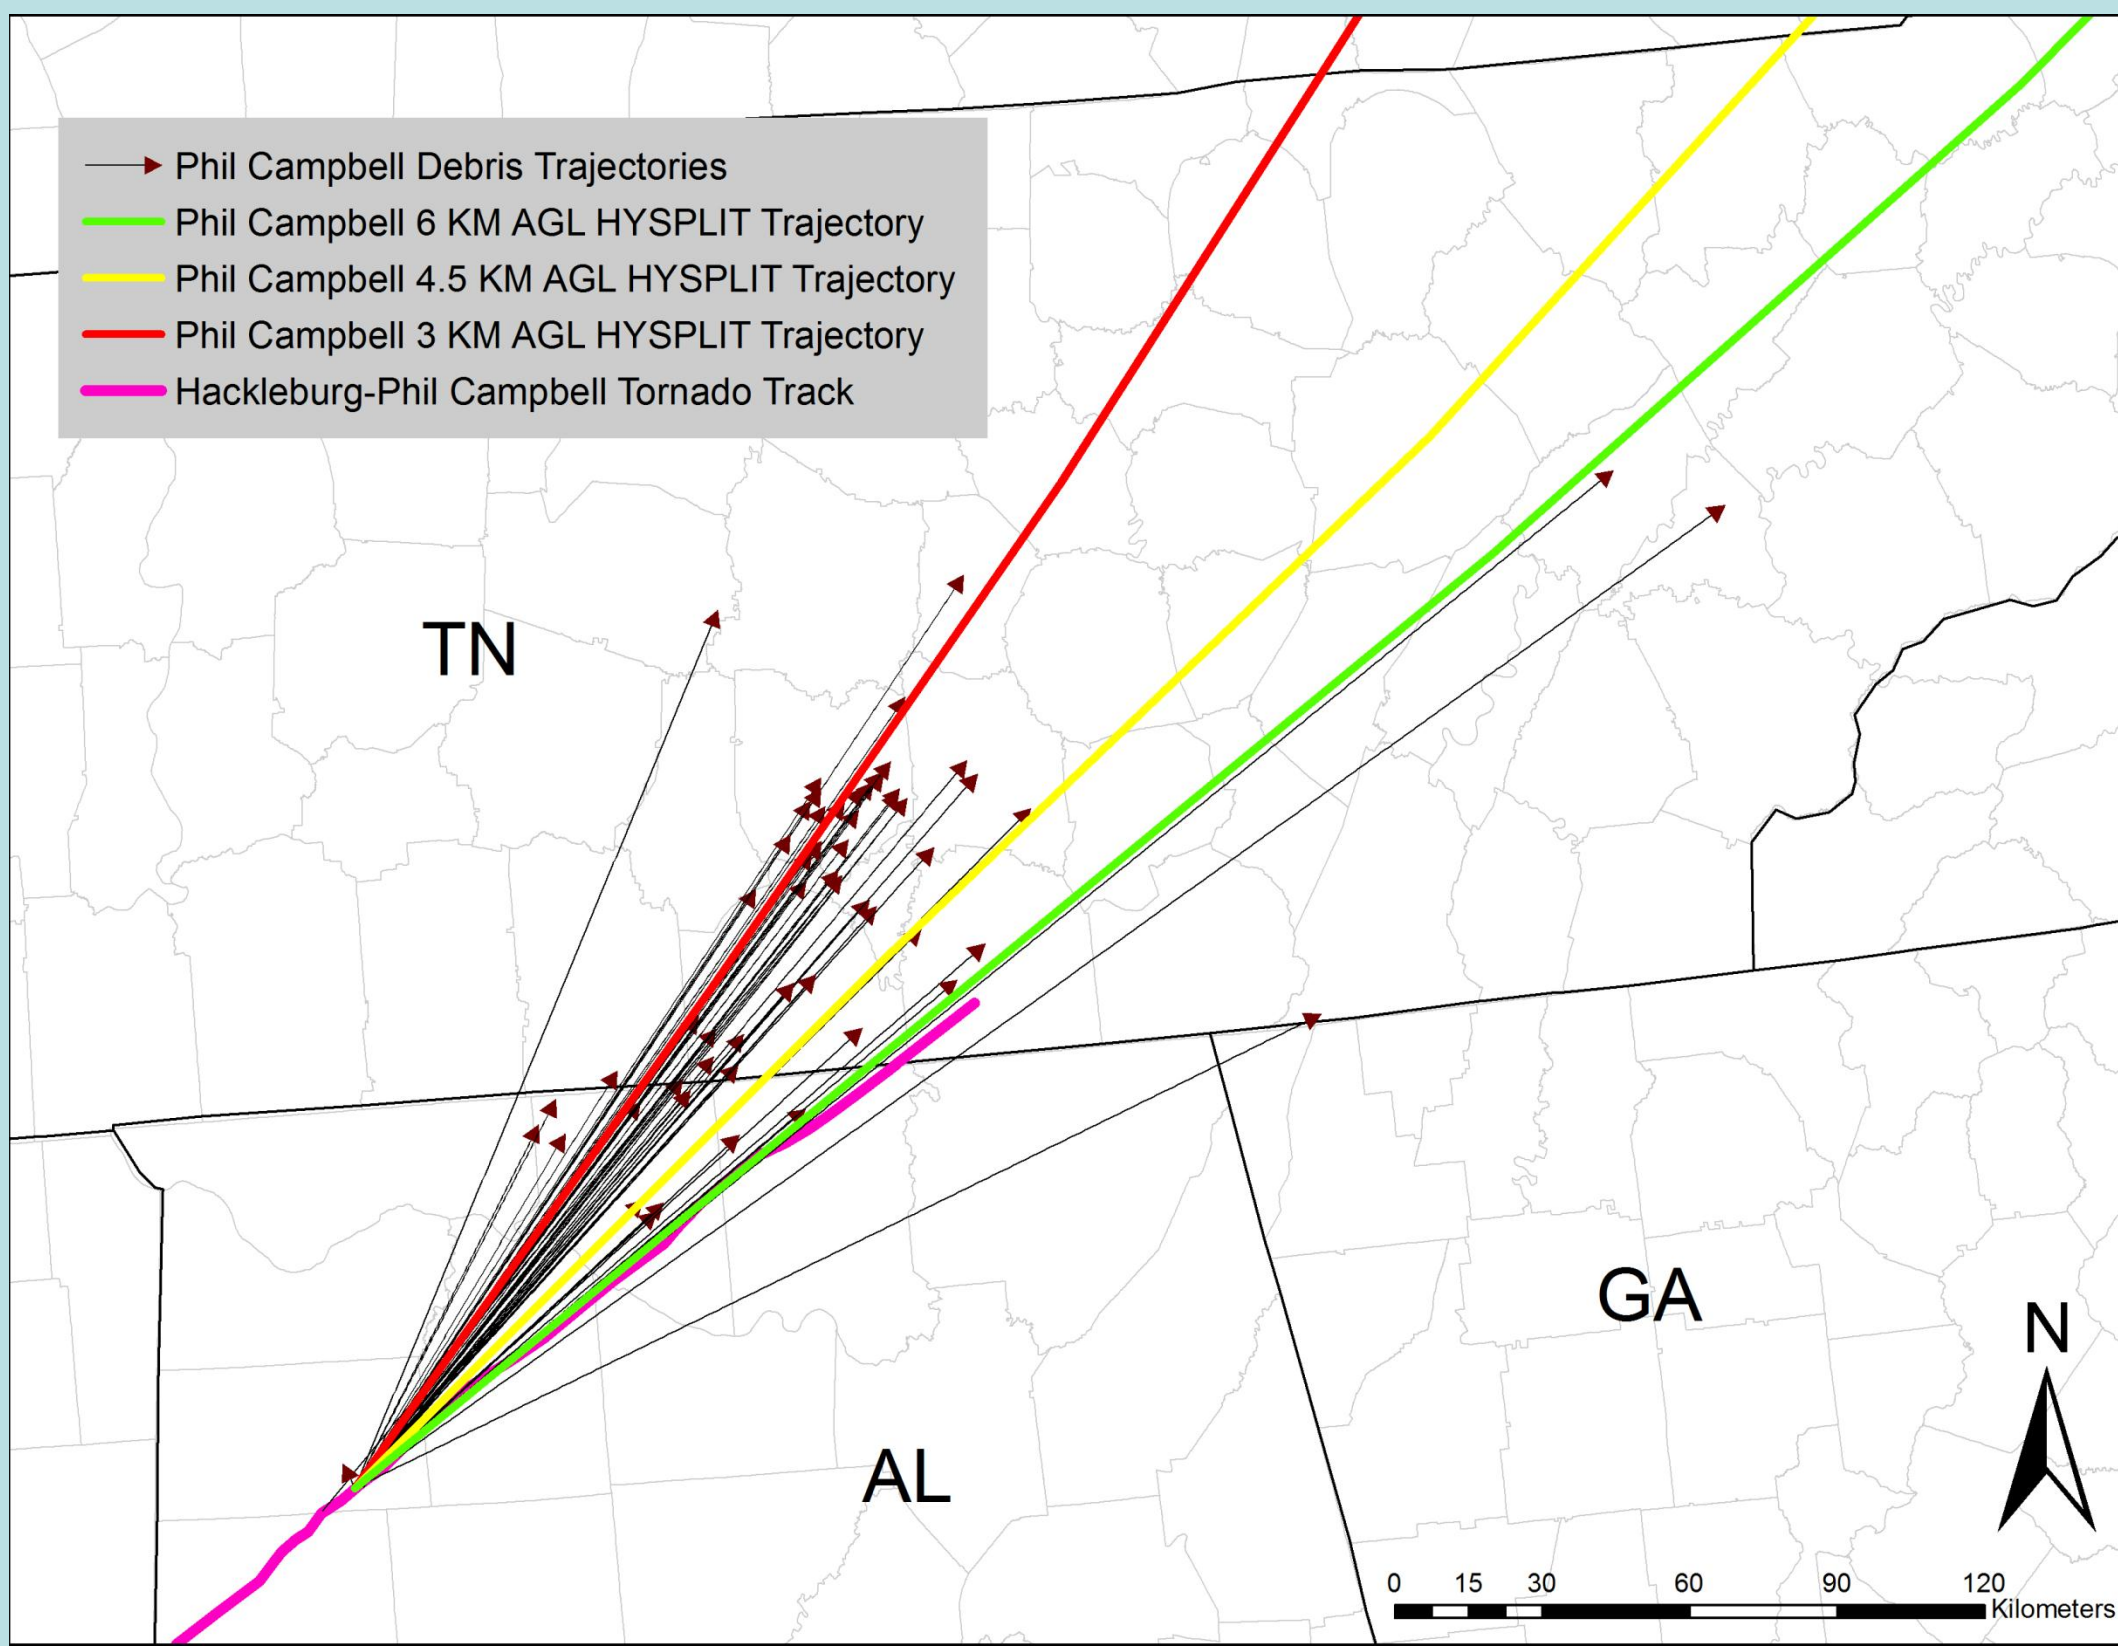 Phil Campbell Debris Trajectories
Phil Campbell 6 KM AGL HYSPLIT Trajectory
Phil Campbell 4.5 KM AGL HYSPLIT Trajectory
Phil Campbell 3 KM AGL HYSPLIT Trajectory
Hackleburg-Phil Campbell Tornado Track
TN
GA
N
AL
0 15 30 60 90 120
Kilometers